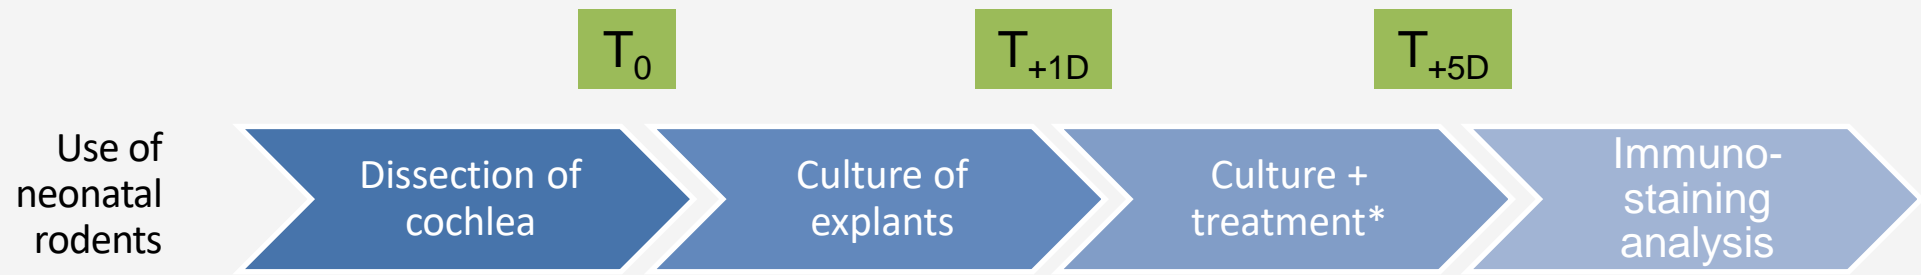 T0
T+1D
T+5D
Use of
neonatal
rodents
Dissection of
cochlea
Culture of
explants
Culture +
treatment*
Immuno-
staining
analysis